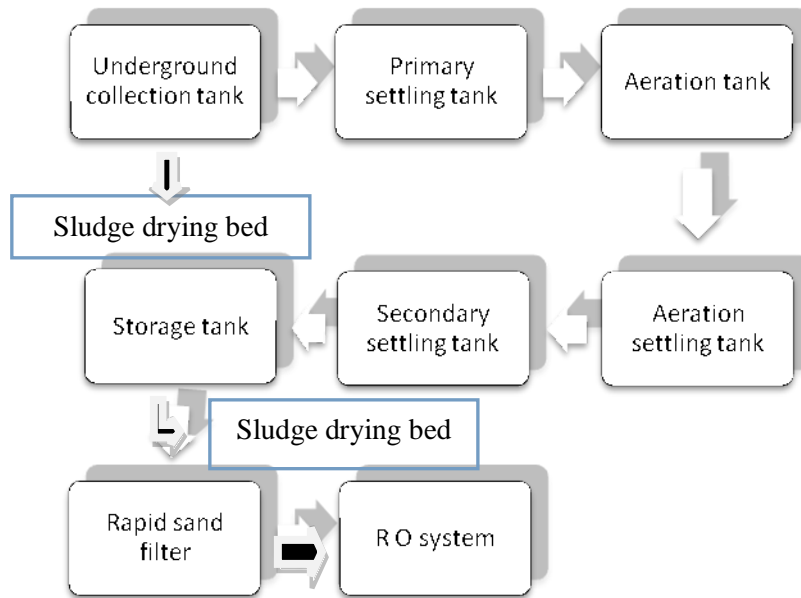 Underground
collection tank
Primary
settling tank
Aeration tank
Sludge drying bed
Storage tank
Secondary
settling tank
Aeration
settling tank
Sludge drying bed
Rapid sand
filter
R O system